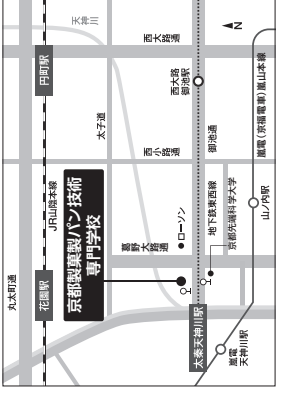 丸太町通
花園駅
JR山陰本線
円町駅
天神川
京都製菓製パン技術
専門学校
太子道
西大路通
西小路通
葛野大路通
ローソン
西大路
御池駅
御池通
地下鉄東西線
京都先端科学大学
太秦天神川駅
嵐電
天神川駅
山ノ内駅
嵐電(京福電車)嵐山本線
N